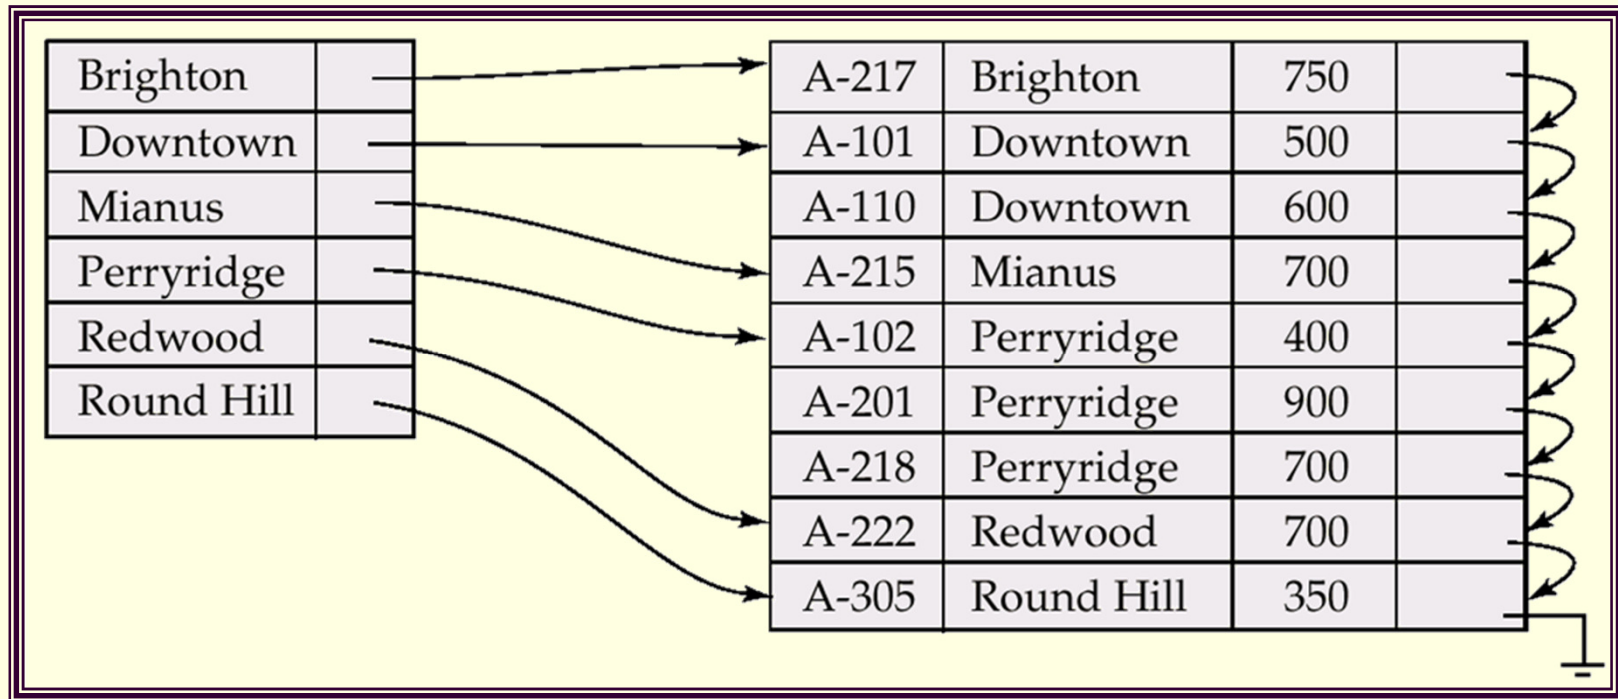 Brighton
Downtown
Mianus
Perryridge
Redwood
Round Hill
A-217 Brighton 750
A-101 Downtown 500
A-110 Downtown 600
A-215 Mianus 700
A-102 Perryridge 400
A-201 Perryridge 900
A-218 Perryridge 700
A-222 Redwood 700
A-305 Round Hill 350